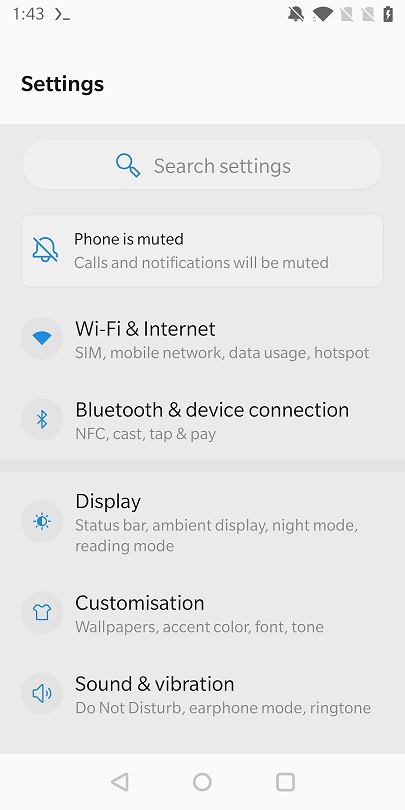 1:43
Settings
Search settings
Phone is muted
Calls and notifications will be muted
Wi-Fi & Internet
SIM, mobile network, data usage, hotspot
Bluetooth & device connection
NFC, cast, tap & pay
Display
Status bar, ambient display, night mode,
reading mode
Customisation
Wallpapers, accent color, font, tone
Sound & vibration
Do Not Disturb, earphone mode, ringtone